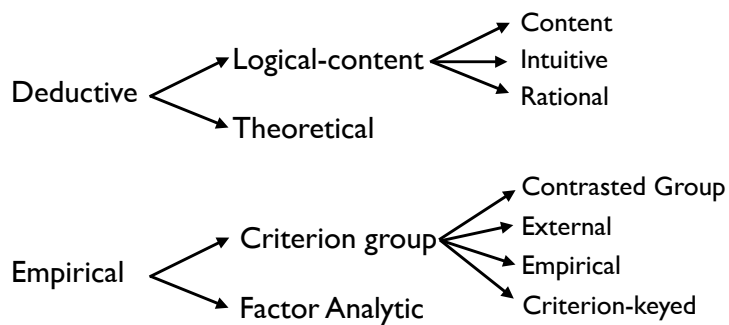 Deductive
Logical-content
Content
Intuitive
Rational
Theoretical
Empirical
Criterion group
Contrasted Group
External
Empirical
Criterion-keyed
Factor Analytic